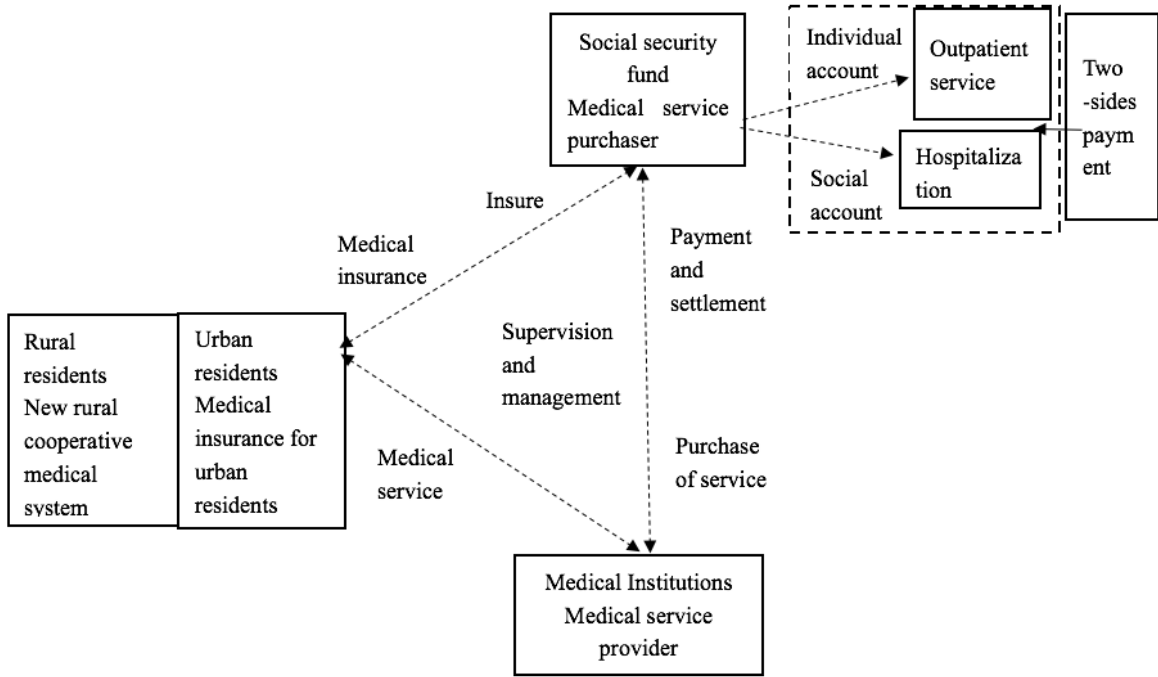 Social security
fund
Medical service
purchaser
Individual
account
Outpatient
service
Two
-sides
paym
ent
Hospitaliza
tion
Social
account
Insure
Medical
insurance
Payment
and
settlement
Supervision
and
management
Rural
residents
New rural
cooperative
medical
system
Urban
residents
Medical
insurance for
urban
residents
Medical
service
Purchase
of service
Medical Institutions
Medical service
provider